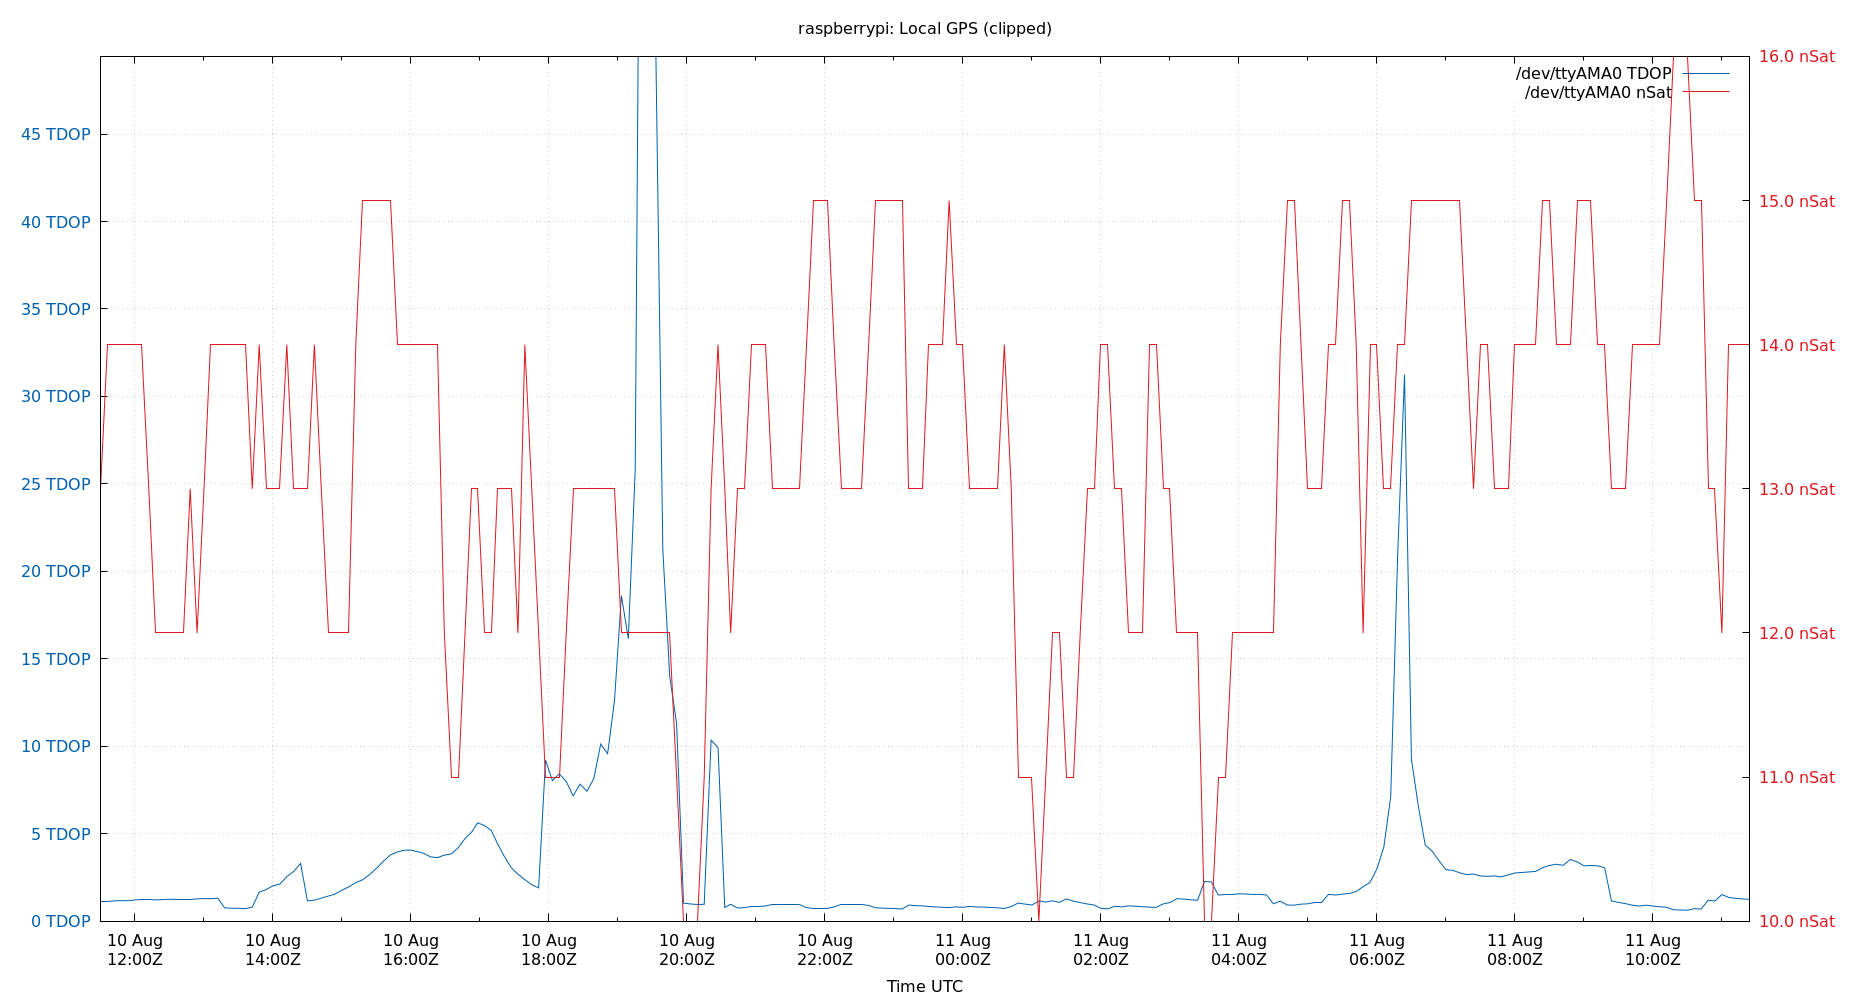 raspberrypi: Local GPS (clipped)
/dev/ttyAMA0 TDOP
/dev/ttyAMA0 nSat
45 TDOP
40 TDOP
35 TDOP
30 TDOP
25 TDOP
20 TDOP
15 TDOP
10 TDOP
5 TDOP
0 TDOP
16.0 nSat
15.0 nSat
14.0 nSat
13.0 nSat
12.0 nSat
11.0 nSat
10.0 nSat
10 Aug
12:00Z
10 Aug
14:00Z
10 Aug
16:00Z
10 Aug
18:00Z
10 Aug
20:00Z
10 Aug
22:00Z
11 Aug
00:00Z
11 Aug
02:00Z
11 Aug
04:00Z
11 Aug
06:00Z
11 Aug
08:00Z
11 Aug
10:00Z
Time UTC